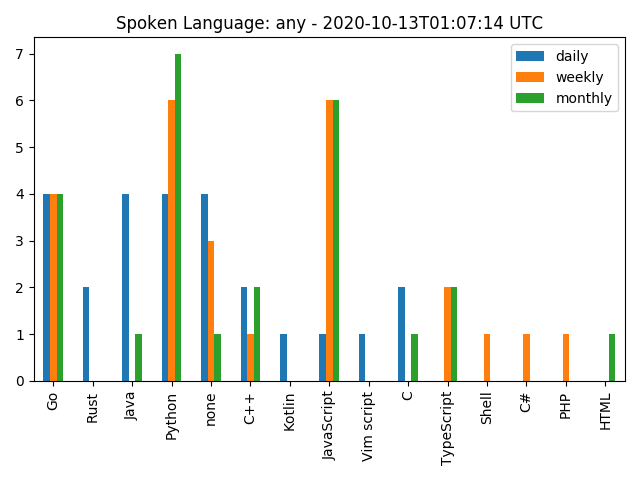 Spoken Language: any - 2020-10-13T01:07:14 UTC
daily
weekly
monthly
7
6
5
4
3
2
1
0
Go
Rust
Java
Python
none
C++
Kotlin
JavaScript
Vim script
C
TypeScript
Shell
C#
PHP
HTML